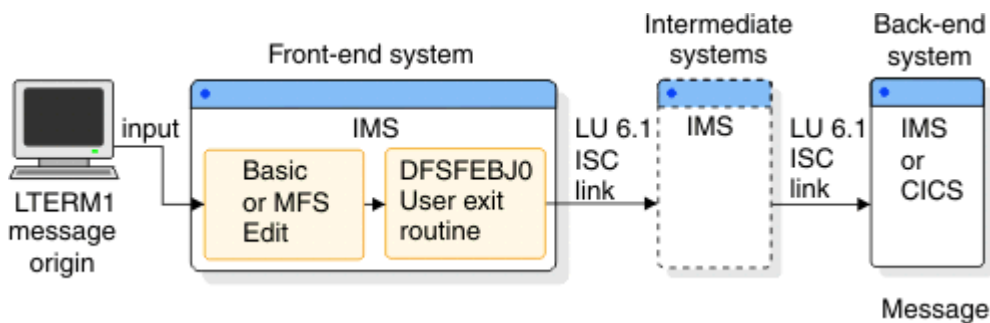 Front-end system
Intermediate
systems
Back-end
system
input
LTERM1
message
origin
IMS
Basic
or MFS
Edit
DFSFEBJ0
User exit
routine
LU 6.1
ISC
link
IMS
LU 6.1
ISC
link
IMS
or
CICS
Message